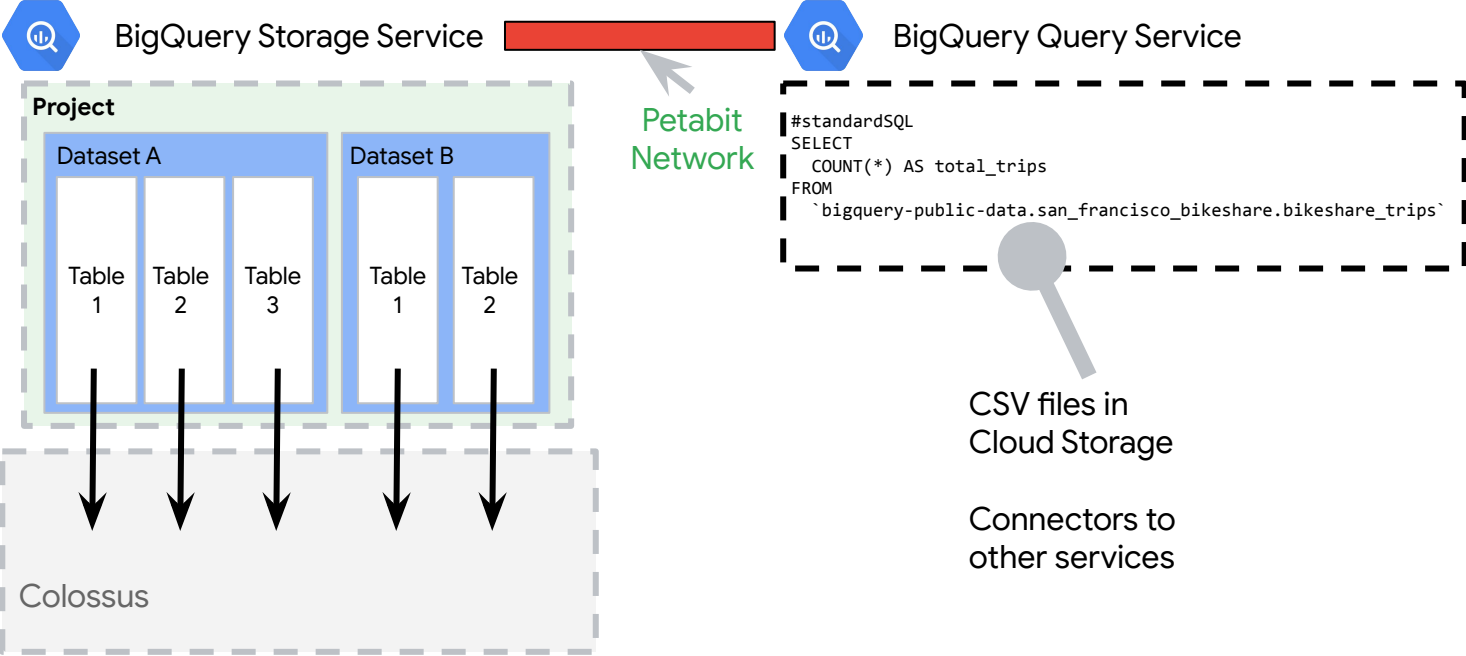 BigQuery Storage Service
BigQuery Query Service
Project
Dataset A
Dataset B
Table
1
Table
2
Table
3
Table
1
Table
2
Colossus
Petabit
Network
#standardSQL
SELECT
COUNT(*) AS total_trips
FROM
`bigquery-public-data.san_francisco_bikeshare.bikeshare_trips`
CSV files in
Cloud Storage
Connectors to
other services